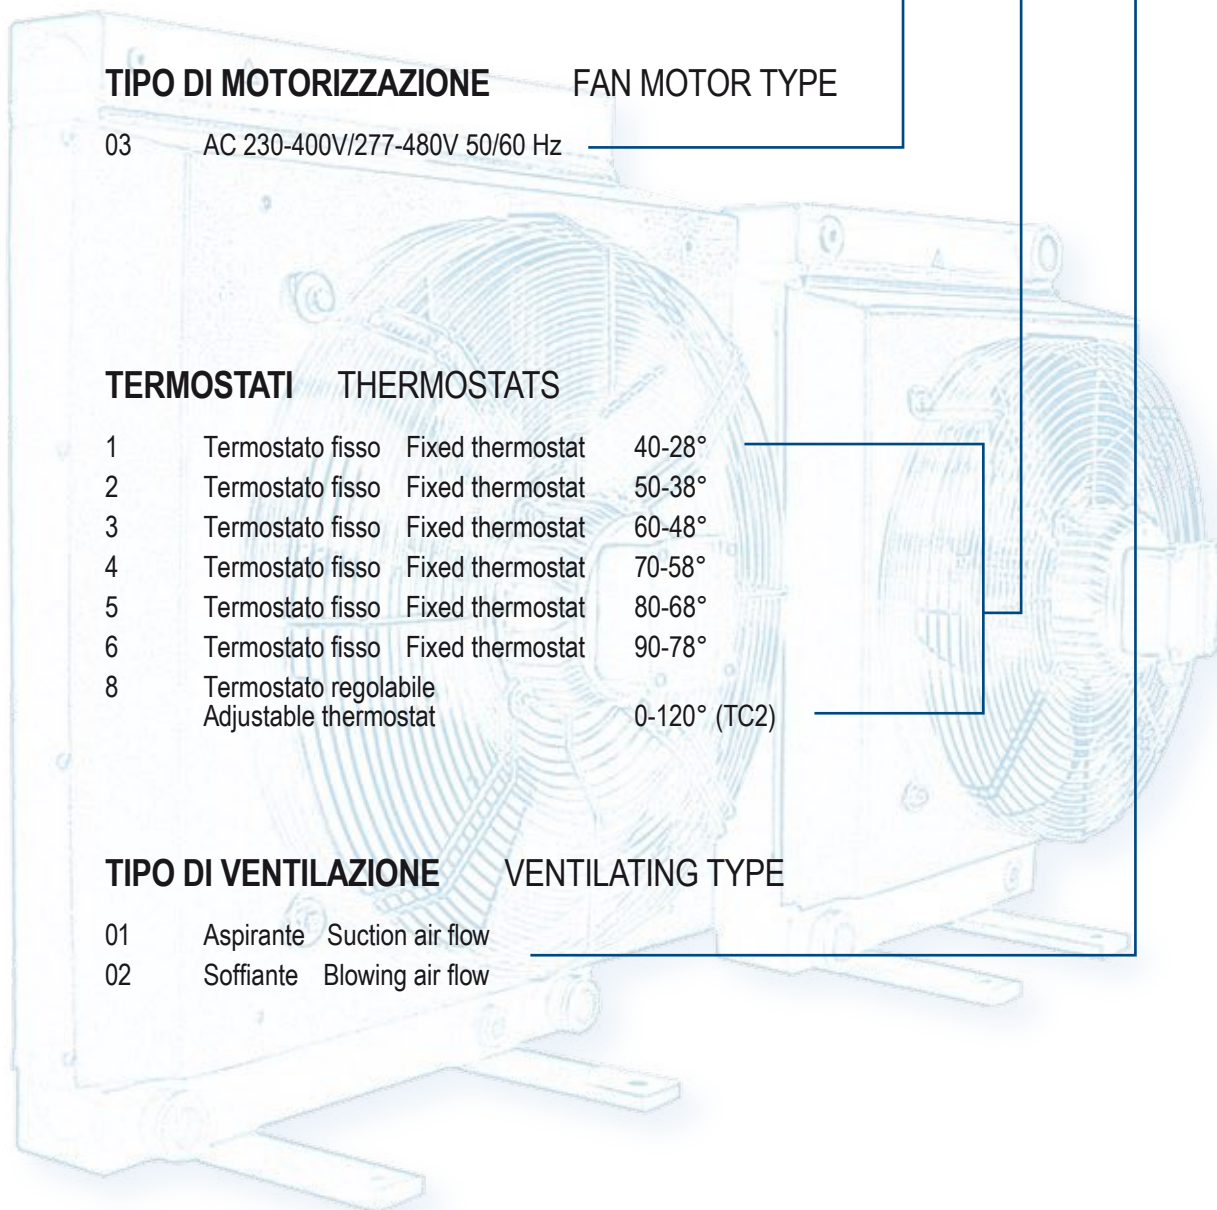 TIPO DI MOTORIZZAZIONE FAN MOTOR TYPE
03 AC 230-400V/277-480V 50/60 Hz
TERMOSTATI THERMOSTATS
1 Termostato fisso Fixed thermostat 40-28°
2 Termostato fisso Fixed thermostat 50-38°
3 Termostato fisso Fixed thermostat 60-48°
4 Termostato fisso Fixed thermostat 70-58°
5 Termostato fisso Fixed thermostat 80-68°
6 Termostato fisso Fixed thermostat 90-78°
8 Termostato regolabile
Adjustable thermostat 0-120° (TC2)
TIPO DI VENTILAZIONE VENTILATING TYPE
01 Aspirante Suction air flow
02 Soffiante Blowing air flow